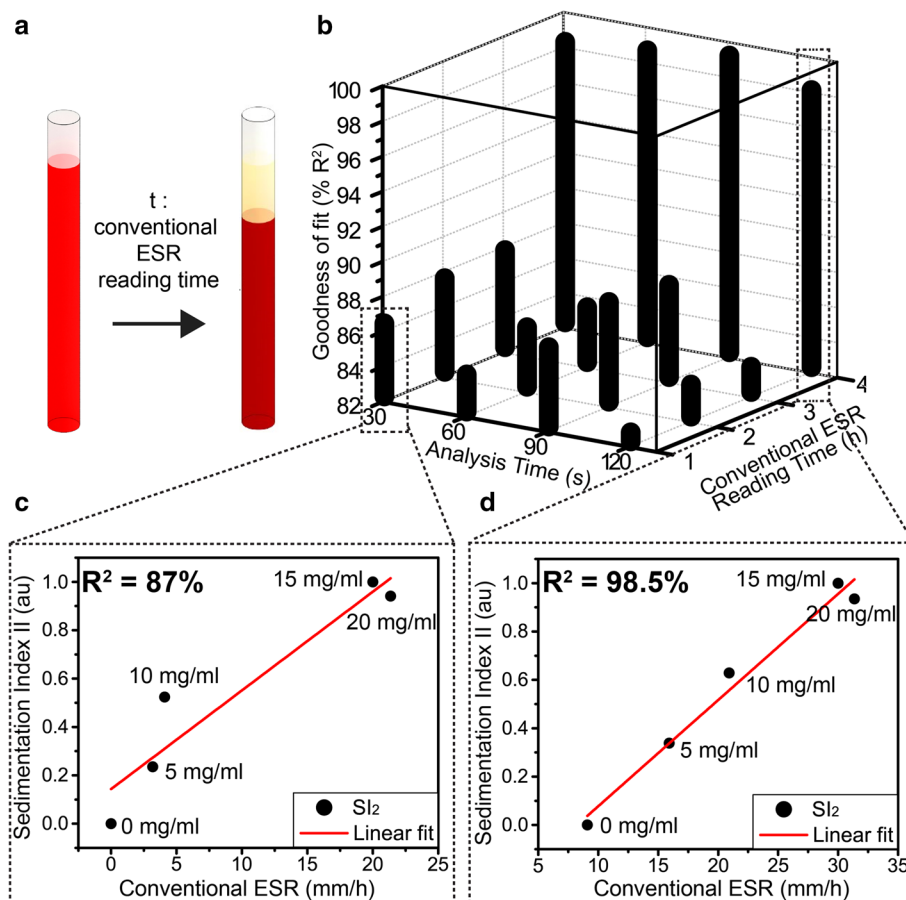 a
t :
conventional
ESR
reading time
b
Goodness of fit (% R²)
100
98
96
94
92
90
88
86
84
82
30
60
90
120
Analysis Time (s)
1
2
3
4
Conventional ESR
Reading Time (h)
c
R² = 87%
Sedimentation Index II (au)
1.0
0.8
0.6
0.4
0.2
0.0
15 mg/ml
20 mg/ml
10 mg/ml
5 mg/ml
0 mg/ml
SI₂
Linear fit
0 5 10 15 20 25
Conventional ESR (mm/h)
d
R² = 98.5%
Sedimentation Index II (au)
1.0
0.8
0.6
0.4
0.2
0.0
15 mg/ml
20 mg/ml
10 mg/ml
5 mg/ml
0 mg/ml
SI₂
Linear fit
5 10 15 20 25 30 35
Conventional ESR (mm/h)